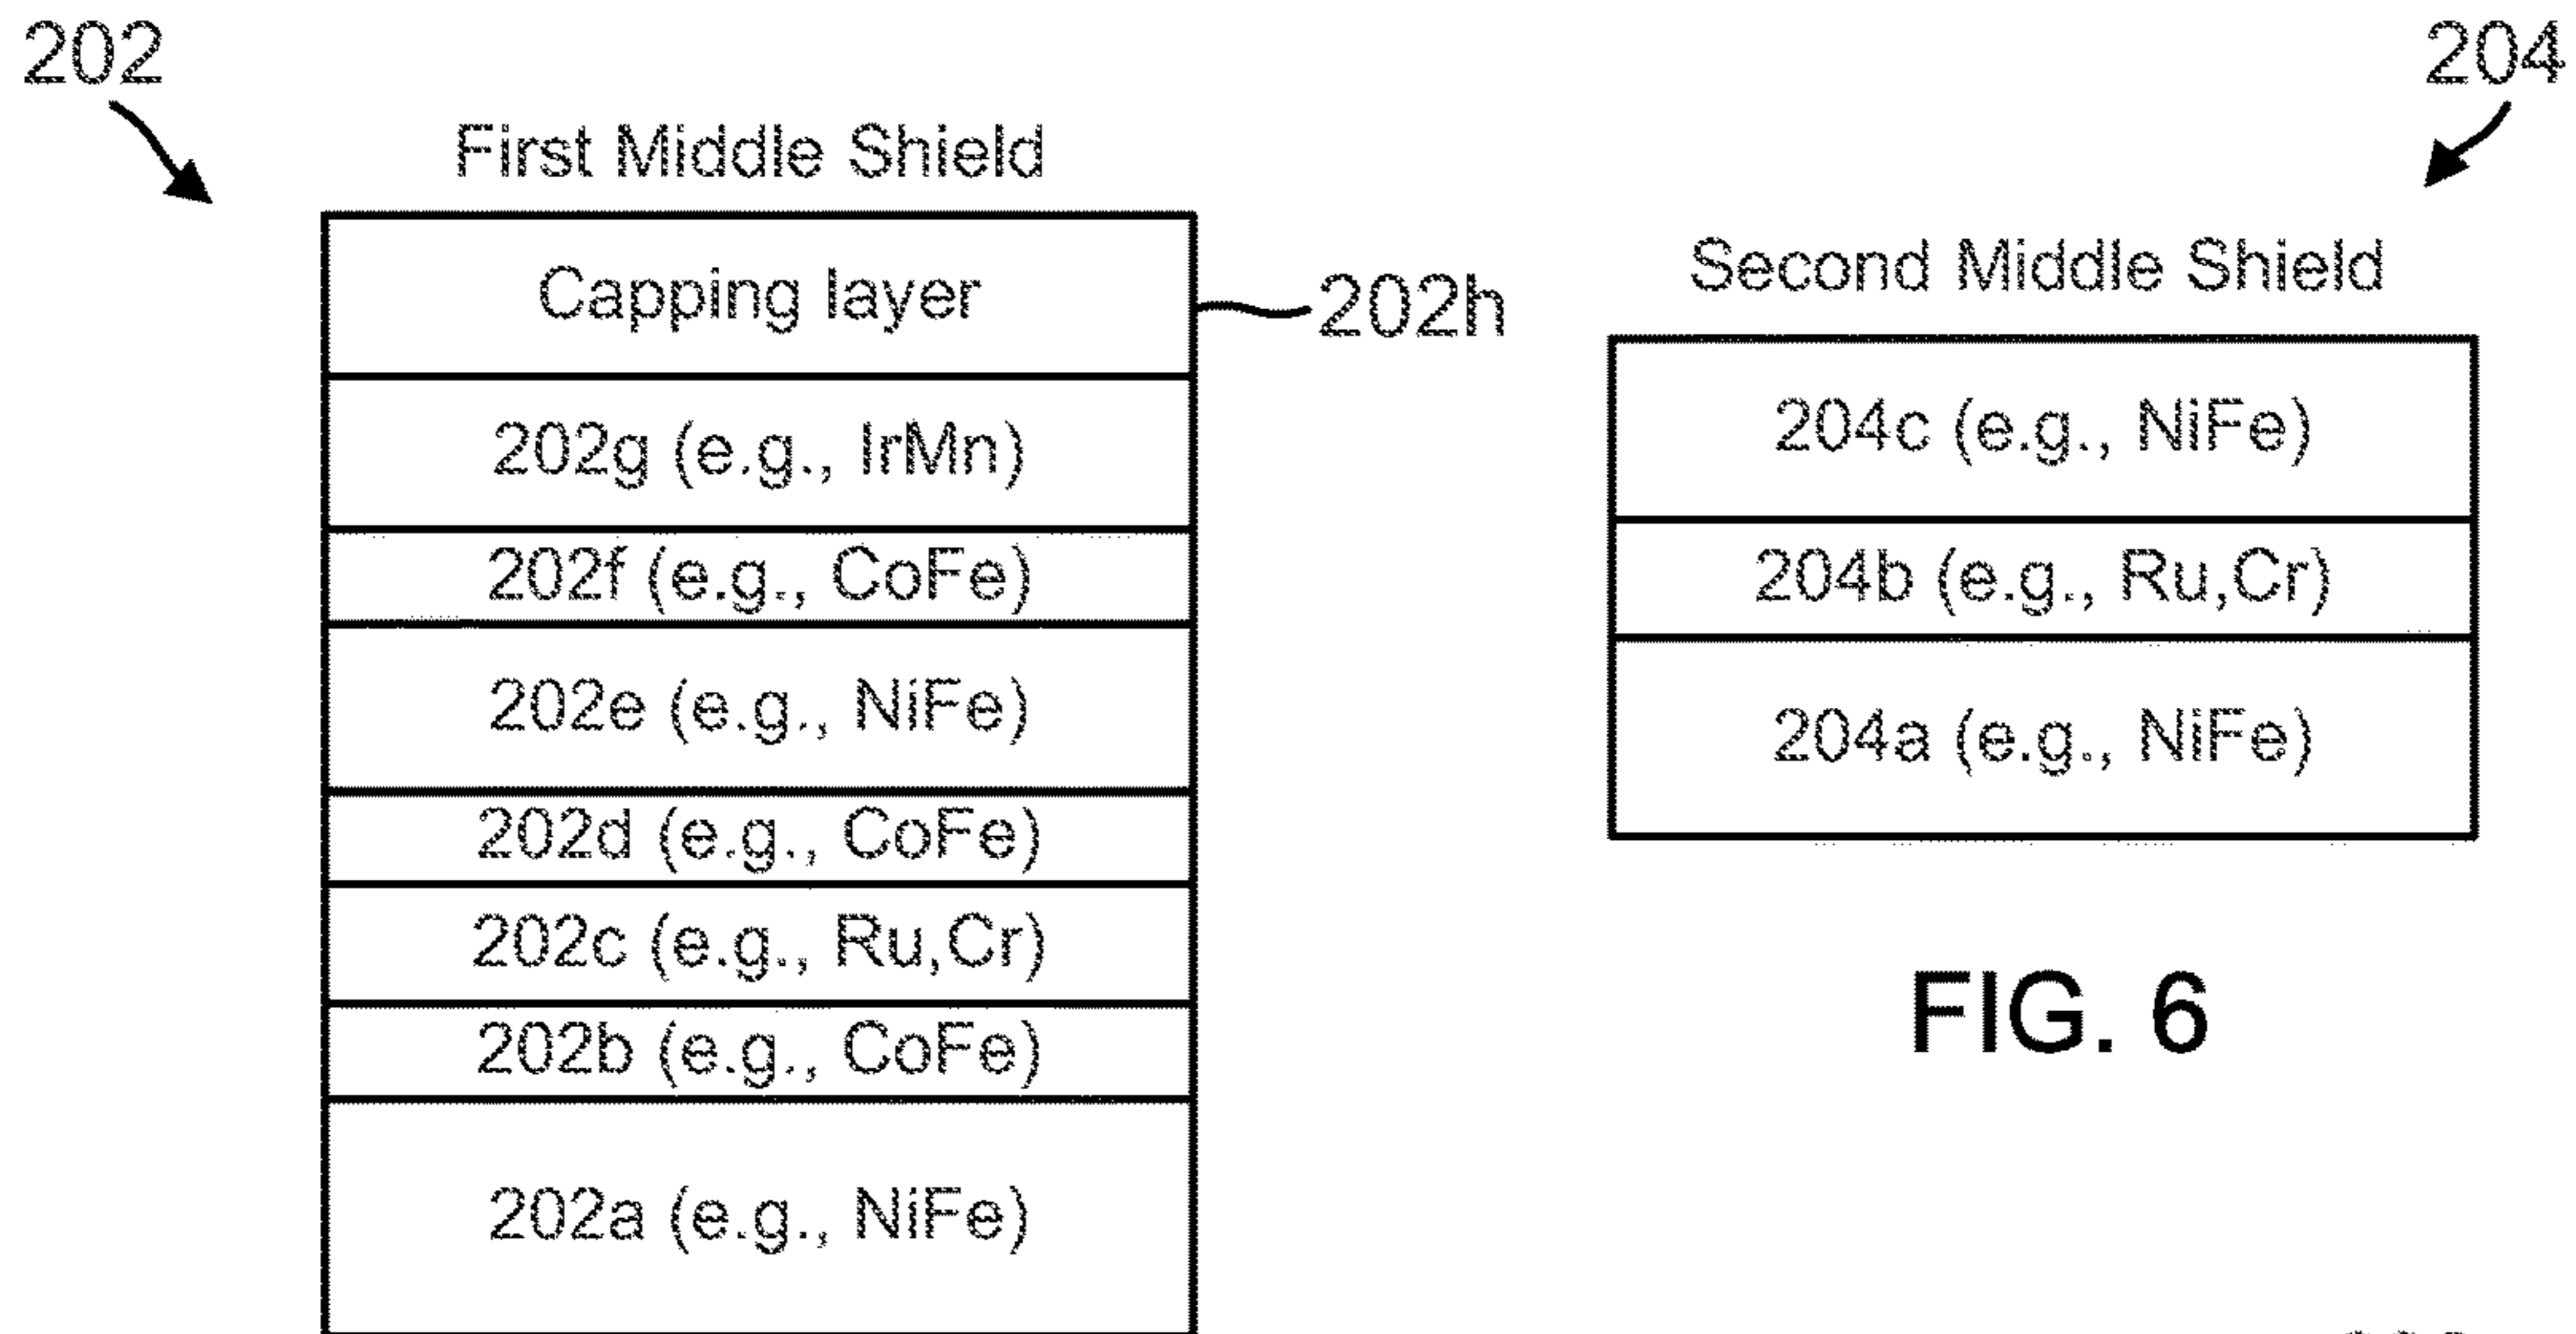 202
First Middle Shield
Capping layer
202h
202g (e.g., IrMn)
202f (e.g., CoFe)
202e (e.g., NiFe)
202d (e.g., CoFe)
202c (e.g., Ru,Cr)
202b (e.g., CoFe)
202a (e.g., NiFe)
204
Second Middle Shield
204c (e.g., NiFe)
204b (e.g., Ru,Cr)
204a (e.g., NiFe)
FIG. 6